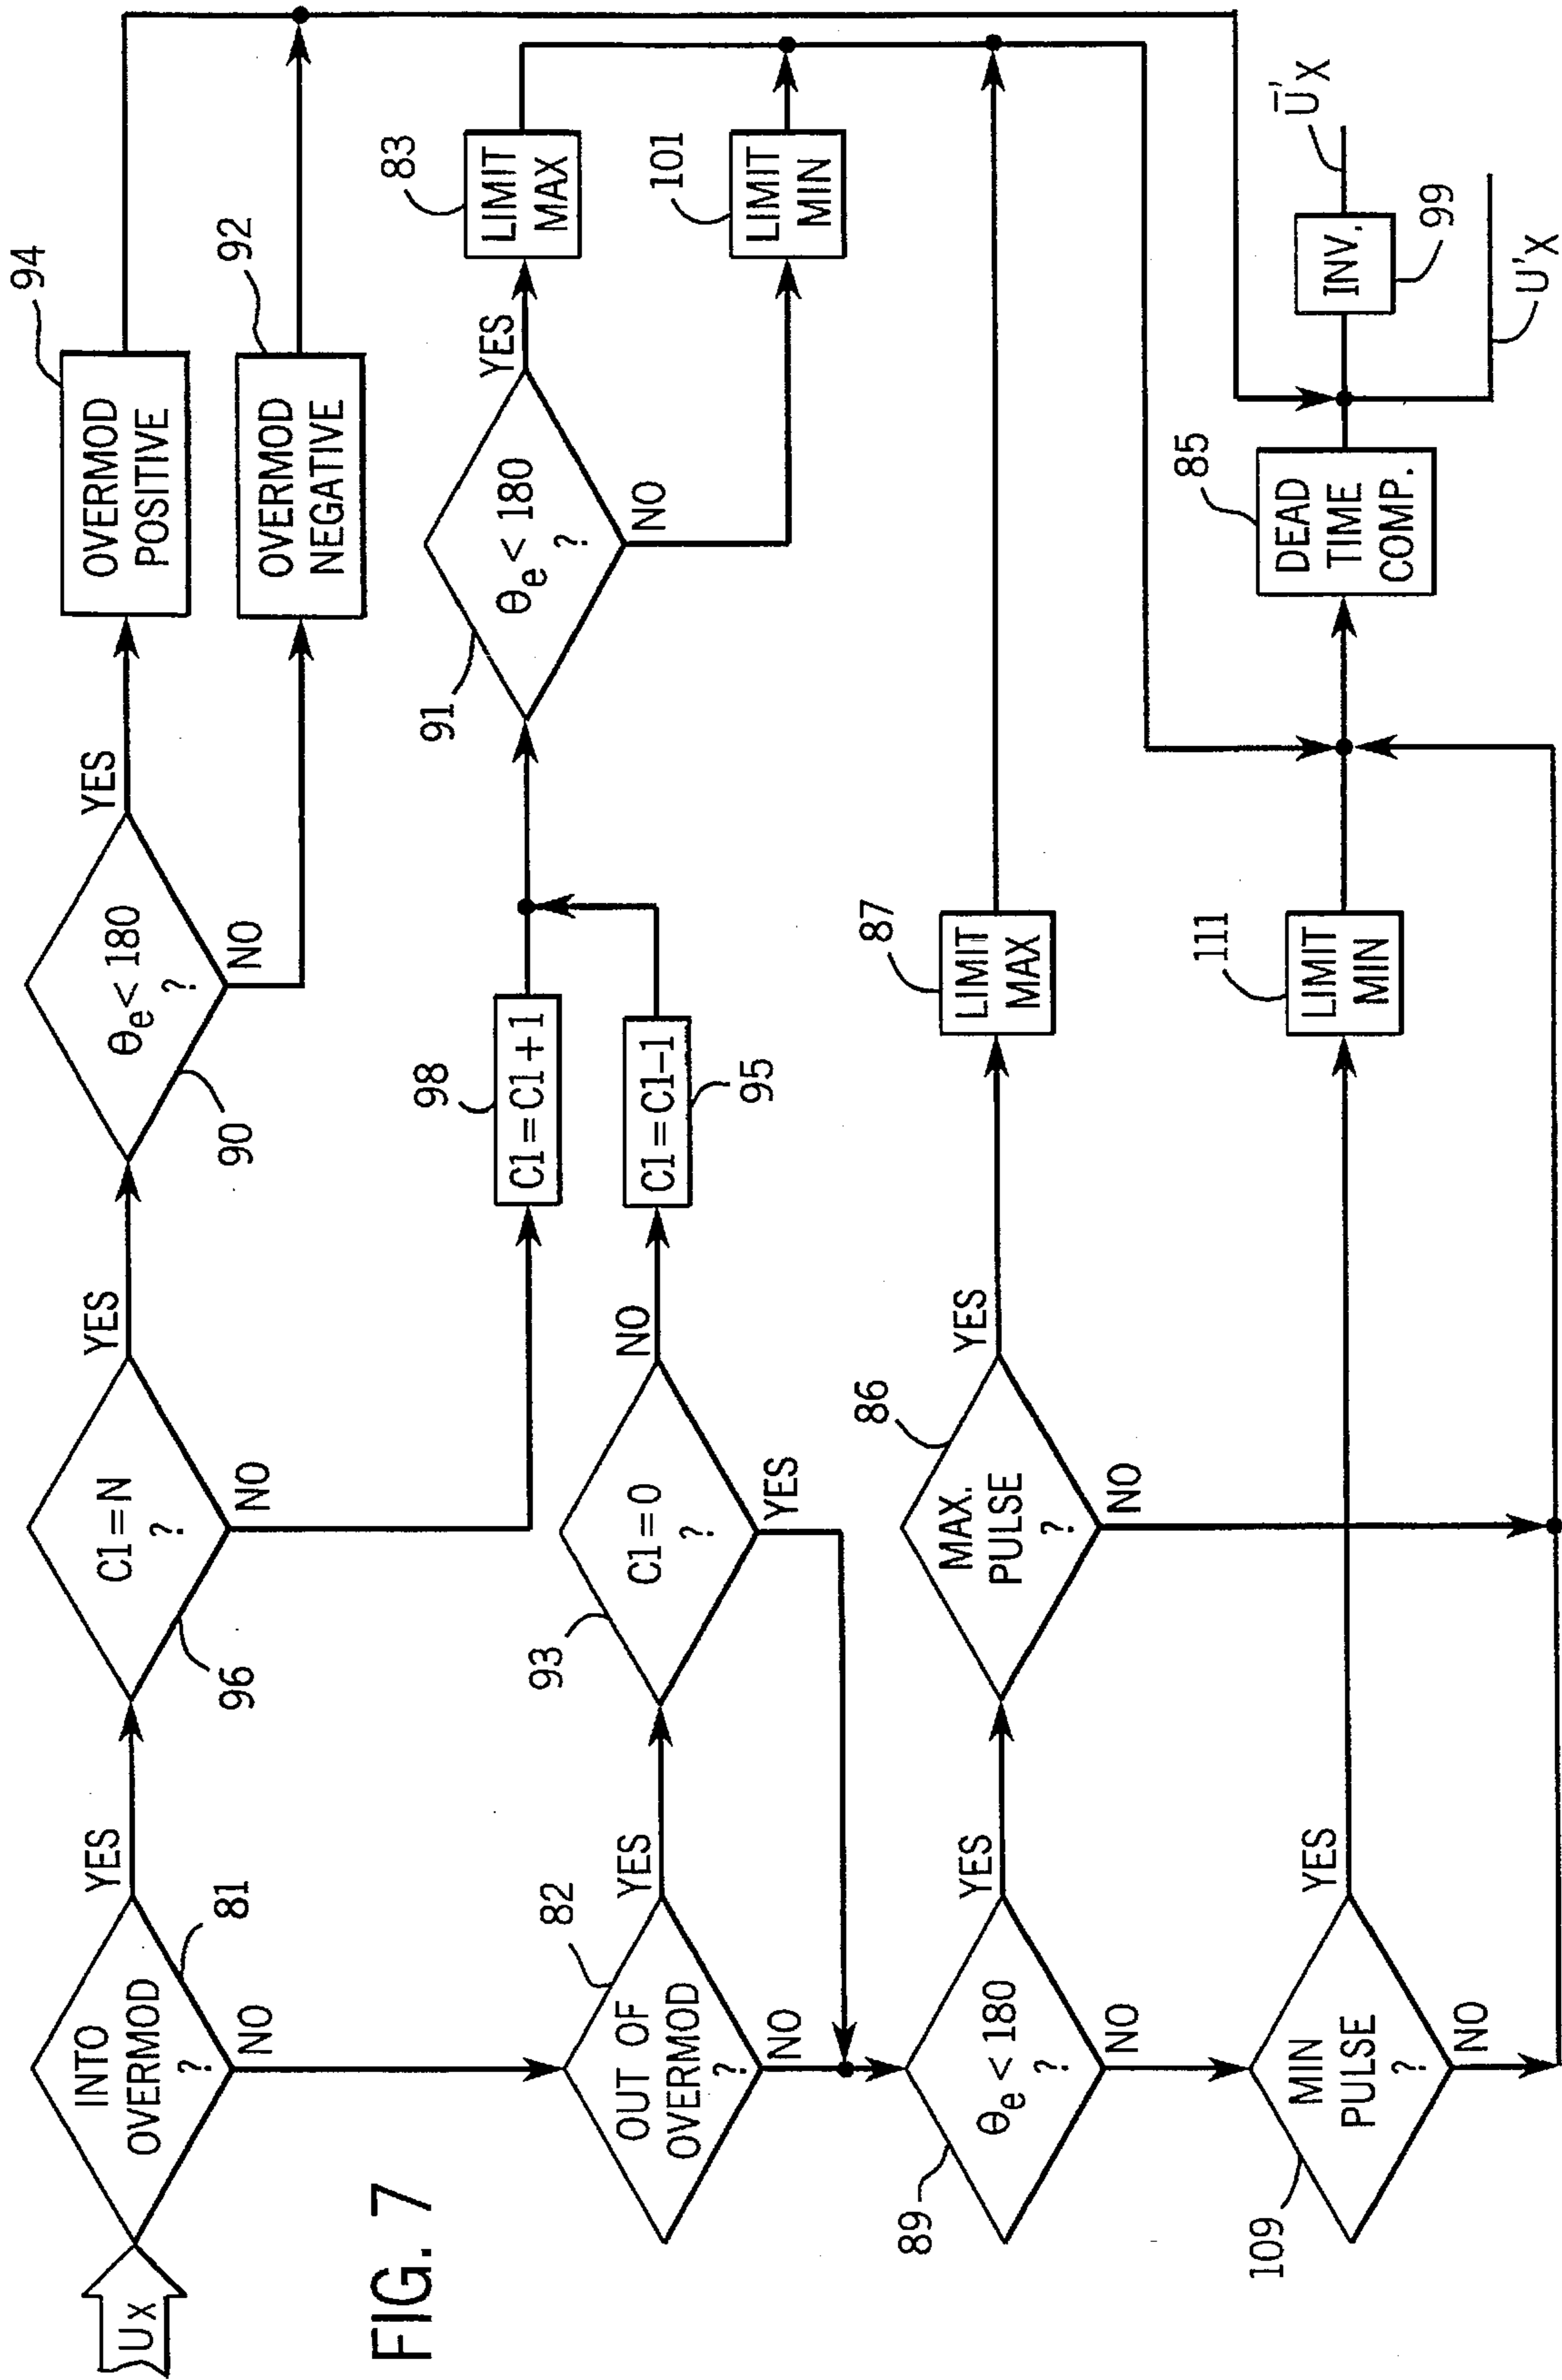 UX
INTO
OVERMOD
?
81
YES
NO
C1=N
?
96
YES
NO
θe < 180
?
90
YES
NO
OVERMOD
POSITIVE
94
OVERMOD
NEGATIVE
92
C1=C1+1
98
OUT OF
OVERMOD
?
82
YES
NO
C1=0
?
93
NO
YES
C1=C1-1
95
θe < 180
?
91
YES
NO
LIMIT
MAX
83
LIMIT
MIN
101
θe < 180
?
89
YES
NO
MAX.
PULSE
?
86
YES
NO
LIMIT
MAX
87
MIN
PULSE
?
109
YES
NO
LIMIT
MIN
111
DEAD
TIME
COMP.
85
INV.
99
Ū'X
U'X
FIG. 7